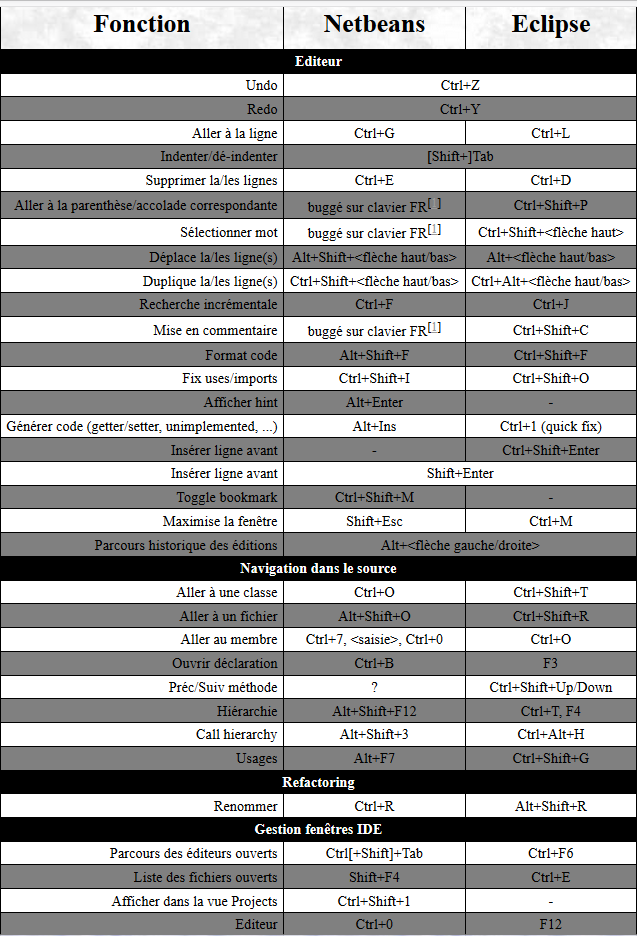 Fonction Netbeans Eclipse
Editeur
Undo Ctrl+Z
Redo Ctrl+Y
Aller à la ligne Ctrl+G Ctrl+L
Indenter/dé-indenter [Shift+]Tab
Supprimer la/les lignes Ctrl+E Ctrl+D
Aller à la parenthèse/accolade correspondante buggé sur clavier FR[ ] Ctrl+Shift+P
Sélectionner mot buggé sur clavier FR[1] Ctrl+Shift+<flèche haut>
Déplace la/les ligne(s) Alt+Shift+<flèche haut/bas> Alt+<flèche haut/bas>
Duplique la/les ligne(s) Ctrl+Shift+<flèche haut/bas> Ctrl+Alt+<flèche haut/bas>
Recherche incrémentale Ctrl+F Ctrl+J
Mise en commentaire buggé sur clavier FR[1] Ctrl+Shift+C
Format code Alt+Shift+F Ctrl+Shift+F
Fix uses/imports Ctrl+Shift+I Ctrl+Shift+O
Afficher hint Alt+Enter -
Générer code (getter/setter, unimplemented, ...) Alt+Ins Ctrl+1 (quick fix)
Insérer ligne avant - Ctrl+Shift+Enter
Insérer ligne avant Shift+Enter
Toggle bookmark Ctrl+Shift+M -
Maximise la fenêtre Shift+Esc Ctrl+M
Parcours historique des éditions Alt+<flèche gauche/droite>
Navigation dans le source
Aller à une classe Ctrl+O Ctrl+Shift+T
Aller à un fichier Alt+Shift+O Ctrl+Shift+R
Aller au membre Ctrl+7, <saisie>, Ctrl+0 Ctrl+O
Ouvrir déclaration Ctrl+B F3
Préc/Suiv méthode ? Ctrl+Shift+Up/Down
Hiérarchie Alt+Shift+F12 Ctrl+T, F4
Call hierarchy Alt+Shift+3 Ctrl+Alt+H
Usages Alt+F7 Ctrl+Shift+G
Refactoring
Renommer Ctrl+R Alt+Shift+R
Gestion fenêtres IDE
Parcours des éditeurs ouverts Ctrl[+Shift]+Tab Ctrl+F6
Liste des fichiers ouverts Shift+F4 Ctrl+E
Afficher dans la vue Projects Ctrl+Shift+1 -
Editeur Ctrl+0 F12